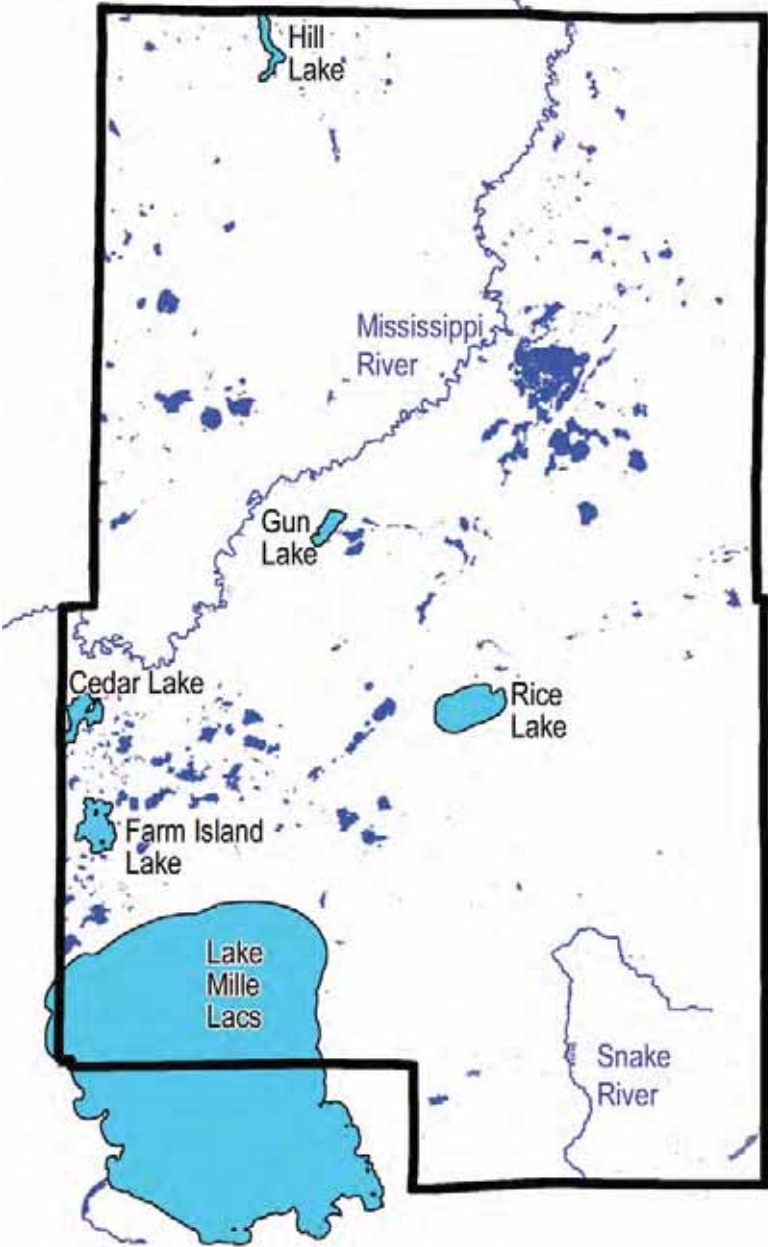 Hill
Lake
Mississippi
River
Gun
Lake
Cedar Lake
Rice
Lake
Farm Island
Lake
Lake
Mille
Lacs
Snake
River